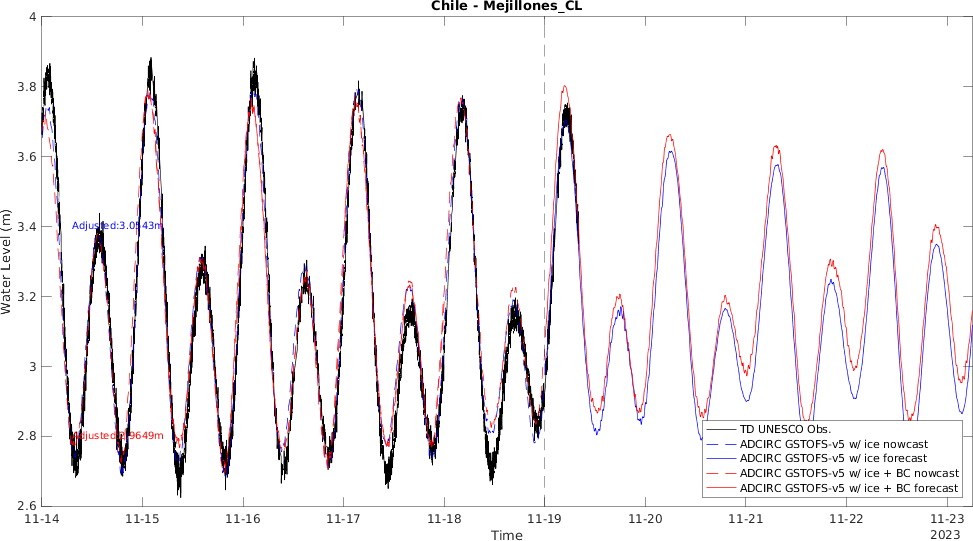 Chile - Mejillones_CL
4
3.8
3.6
3.4
3.2
3
2.8
2.6
Water Level (m)
Adjusted:3.0543m
TD UNESCO Obs.
ADCIRC GSTOFS-v5 w/ ice nowcast
ADCIRC GSTOFS-v5 w/ ice forecast
ADCIRC GSTOFS-v5 w/ ice + BC nowcast
ADCIRC GSTOFS-v5 w/ ice + BC forecast
11-14 11-15 11-16 11-17 11-18 11-19 11-20 11-21 11-22 11-23
2023
Time